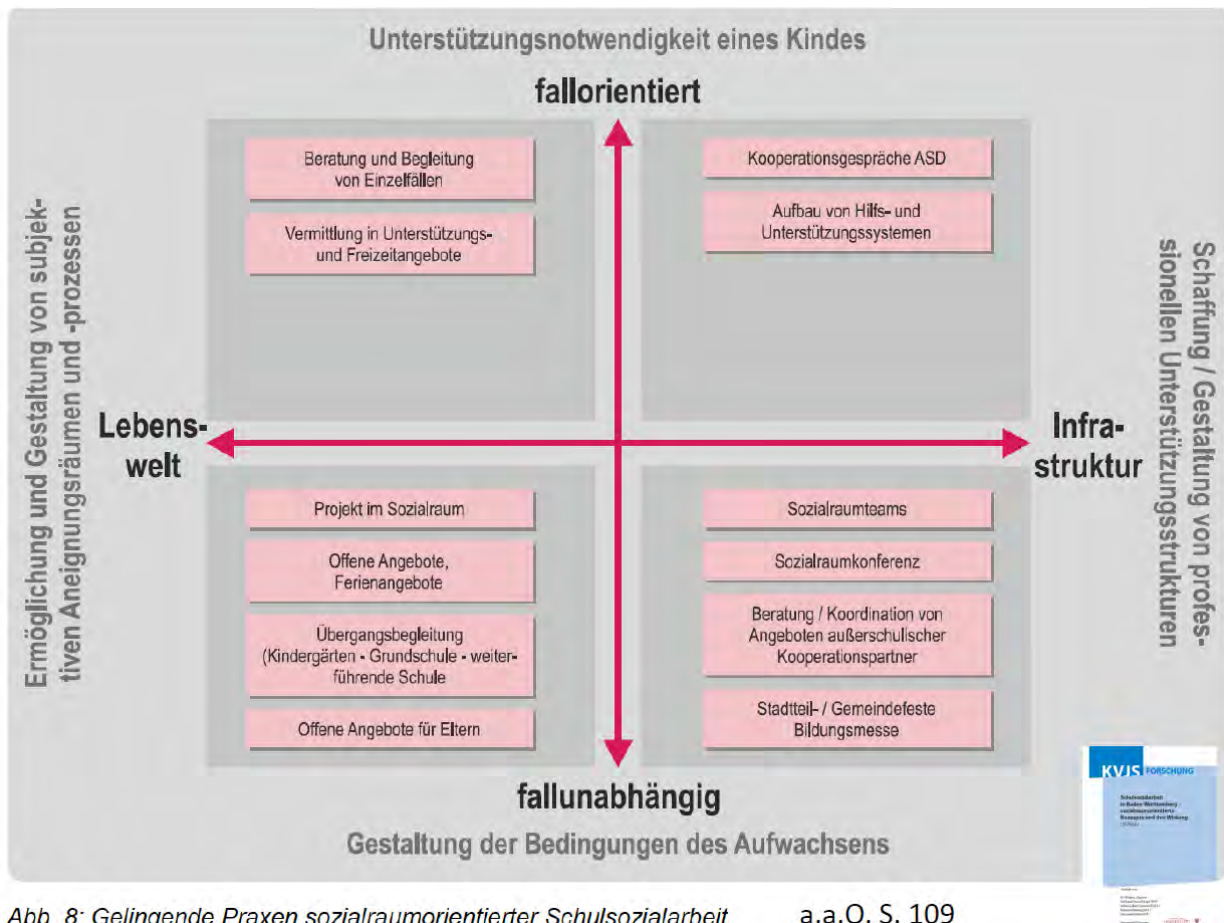 Unterstützungsnotwendigkeit eines Kindes
fallorientiert
Ermöglichung und Gestaltung von subjek-
tiven Aneignungsräumen und -prozessen
Beratung und Begleitung
von Einzelfällen
Vermittlung in Unterstützungs-
und Freizeitangebote
Kooperationsgespräche ASD
Aufbau von Hilfs- und
Unterstützungssystemen
Schaffung / Gestaltung von profes-
sionellen Unterstützungsstrukturen
Lebens-
welt
Infra-
struktur
Projekt im Sozialraum
Offene Angebote,
Ferienangebote
Übergangsbegleitung
(Kindergärten - Grundschule - weiter-
führende Schule
Offene Angebote für Eltern
Sozialraumteams
Sozialraumkonferenz
Beratung / Koordination von
Angeboten außerschulischer
Kooperationspartner
Stadtteil- / Gemeindefeste
Bildungsmesse
fallunabhängig
Gestaltung der Bedingungen des Aufwachsens
KVJS FORSCHUNG
Schulsozialarbeit
in Baden-Württemberg
Abb. 8: Gelingende Praxen sozialraumorientierter Schulsozialarbeit
a.a.O. S. 109